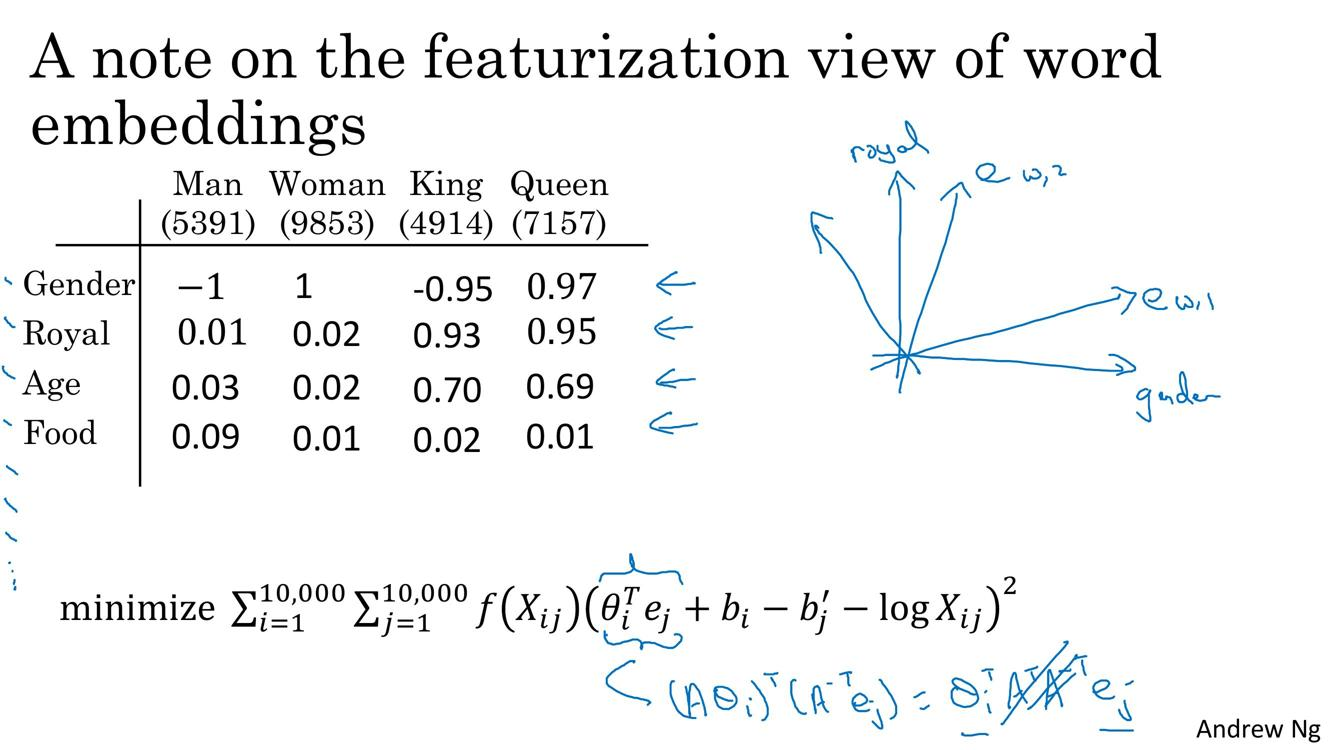 A note on the featurization view of word
embeddings
Man Woman King Queen
(5391) (9853) (4914) (7157)
Gender −1 1 -0.95 0.97
Royal 0.01 0.02 0.93 0.95
Age 0.03 0.02 0.70 0.69
Food 0.09 0.01 0.02 0.01
royal
e w,2
e w,1
gender
minimize ∑_{i=1}^{10,000} ∑_{j=1}^{10,000} f(X_{ij})(θ_i^T e_j + b_i − b'_j − log X_{ij})^2
(Aθ_i)^T (A^{-T} e_j) = θ_i^T A^T A^{-T} e_j
Andrew Ng